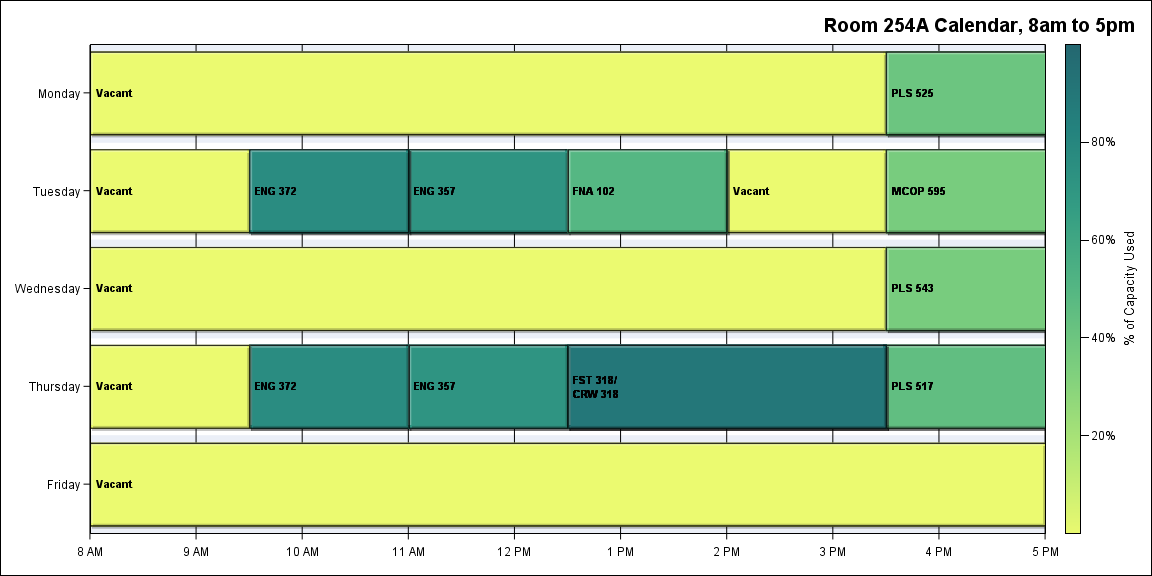 Room 254A Calendar, 8am to 5pm
Monday
Vacant
PLS 525
Tuesday
Vacant
ENG 372
ENG 357
FNA 102
Vacant
MCOP 595
Wednesday
Vacant
PLS 543
Thursday
Vacant
ENG 372
ENG 357
FST 318/
CRW 318
PLS 517
Friday
Vacant
8 AM 9 AM 10 AM 11 AM 12 PM 1 PM 2 PM 3 PM 4 PM 5 PM
80%
60%
40%
20%
% of Capacity Used